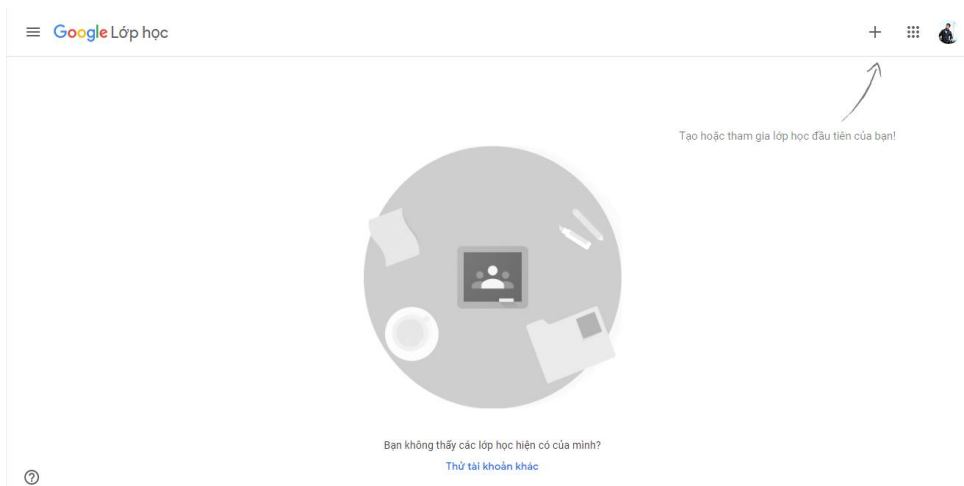 Google Lớp học
Tạo hoặc tham gia lớp học đầu tiên của bạn!
Bạn không thấy các lớp học hiện có của mình?
Thử tài khoản khác